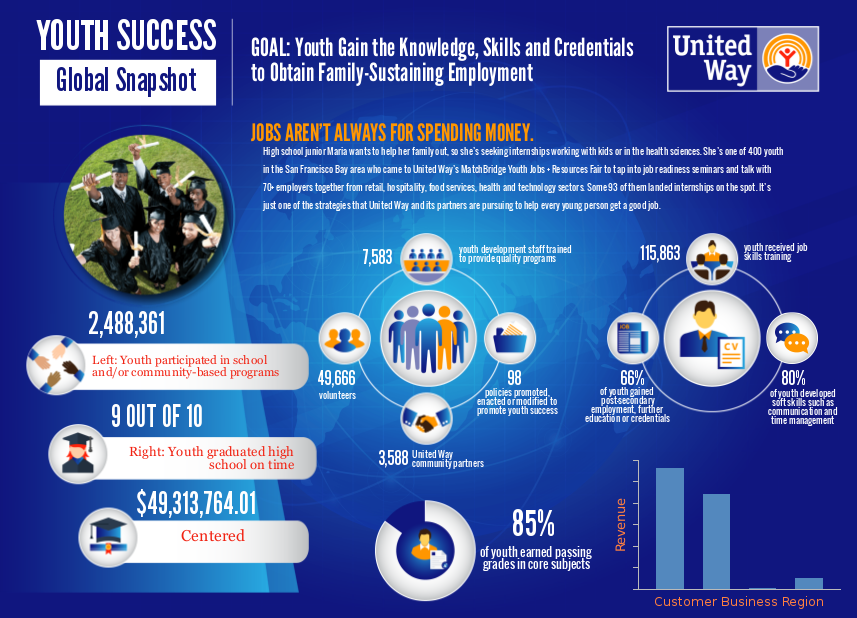 YOUTH SUCCESS
Global Snapshot
GOAL: Youth Gain the Knowledge, Skills and Credentials
to Obtain Family-Sustaining Employment
United
Way
JOBS AREN'T ALWAYS FOR SPENDING MONEY.
High school junior Maria wants to help her family out, so she's seeking internships working with kids or in the health sciences. She's one of 400 youth
in the San Francisco Bay area who came to United Way's MatchBridge Youth Jobs + Resources Fair to tap into job readiness seminars and talk with
70+ employers together from retail, hospitality, food services, health and technology sectors. Some 93 of them landed internships on the spot. It's
just one of the strategies that United Way and its partners are pursuing to help every young person get a good job.
2,488,361
Left: Youth participated in school
and/or community-based programs
9 OUT OF 10
Right: Youth graduated high
school on time
$49,313,764.01
Centered
7,583
youth development staff trained
to provide quality programs
49,666
volunteers
98
policies promoted,
enacted or modified to
promote youth success
3,588 United Way
community partners
115,863
youth received job
skills training
JOB
CV
66%
of youth gained
post-secondary
employment, further
education or credentials
80%
of youth developed
soft skills such as
communication and
time management
85%
of youth earned passing
grades in core subjects
Revenue
Customer Business Region